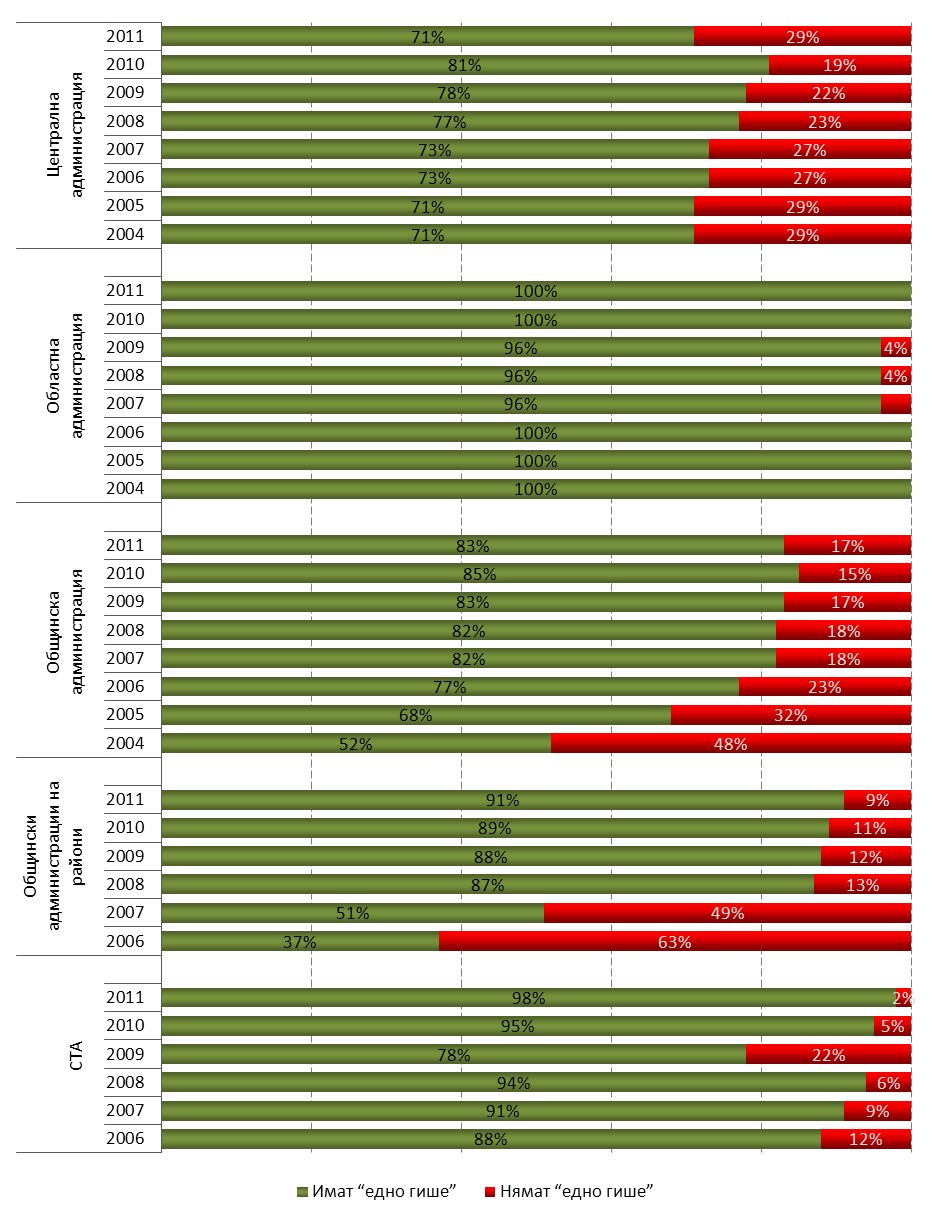 Централна
администрация
2011 71% 29%
2010 81% 19%
2009 78% 22%
2008 77% 23%
2007 73% 27%
2006 73% 27%
2005 71% 29%
2004 71% 29%
Областна
администрация
2011 100%
2010 100%
2009 96% 4%
2008 96% 4%
2007 96%
2006 100%
2005 100%
2004 100%
Общинска
администрация
2011 83% 17%
2010 85% 15%
2009 83% 17%
2008 82% 18%
2007 82% 18%
2006 77% 23%
2005 68% 32%
2004 52% 48%
Общински
администрации на
райони
2011 91% 9%
2010 89% 11%
2009 88% 12%
2008 87% 13%
2007 51% 49%
2006 37% 63%
СТА
2011 98% 2%
2010 95% 5%
2009 78% 22%
2008 94% 6%
2007 91% 9%
2006 88% 12%
Имат “едно гише” Нямат “едно гише”